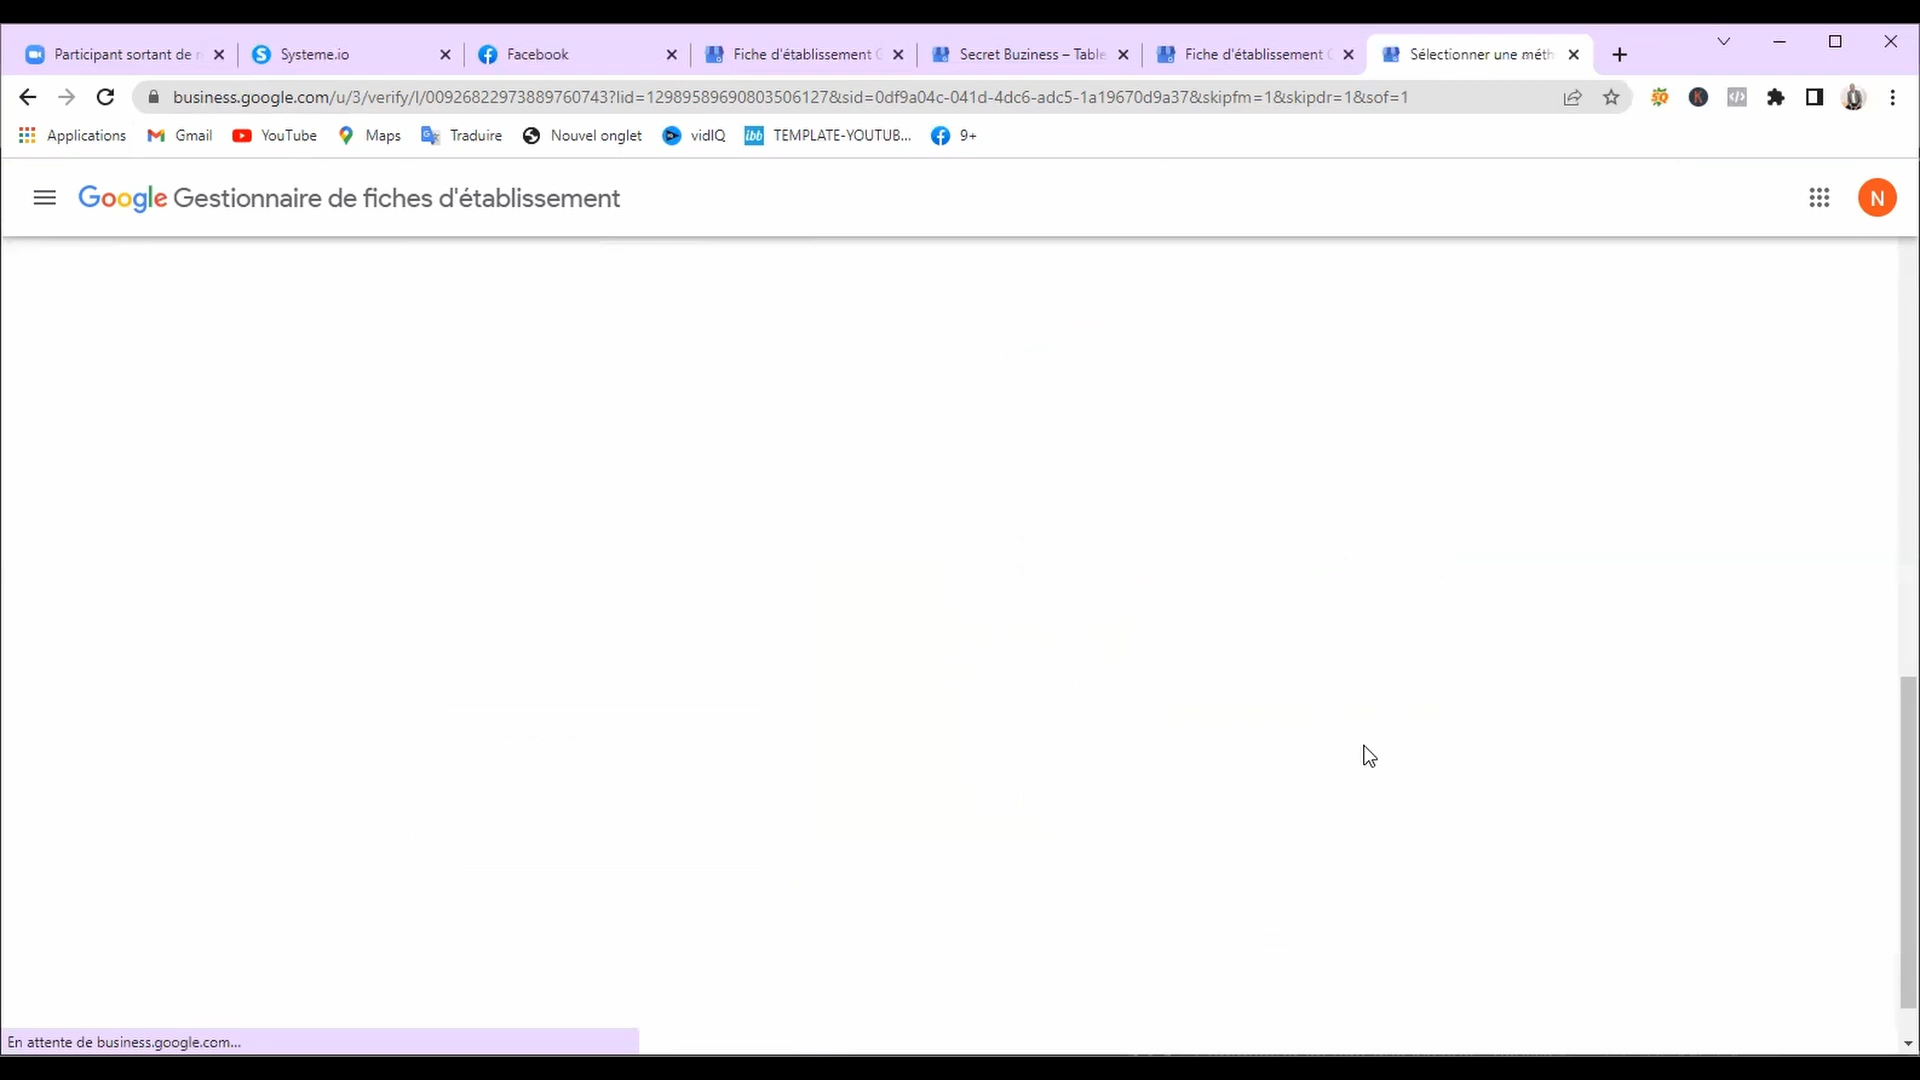 Participant sortant de
Systeme.io
Facebook
Fiche d'établissement
Secret Buziness – Table
Fiche d'établissement
Sélectionner une méth
business.google.com/u/3/verify/l/00926822973889760743?lid=12989589690803506127&sid=0df9a04c-041d-4dc6-adc5-1a19670d9a37&skipfm=1&skipdr=1&sof=1
Applications
Gmail
YouTube
Maps
Traduire
Nouvel onglet
vidIQ
ibb
TEMPLATE-YOUTUB...
9+
Google Gestionnaire de fiches d'établissement
N
En attente de business.google.com...